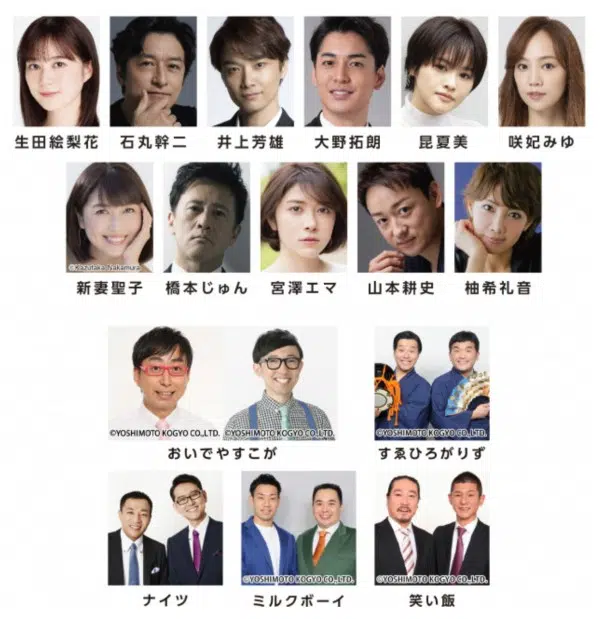 生田絵梨花 石丸幹二 井上芳雄 大野拓朗 昆夏美 咲妃みゆ
©Kazutaka Nakamura
新妻聖子 橋本じゅん 宮澤エマ 山本耕史 柚希礼音
©YOSHIMOTO KOGYO CO.,LTD. ©YOSHIMOTO KOGYO CO.,LTD. ©YOSHIMOTO KOGYO CO.,LTD.
おいでやすこが すゑひろがりず
©YOSHIMOTO KOGYO CO.,LTD. ©YOSHIMOTO KOGYO CO.,LTD.
ナイツ ミルクボーイ 笑い飯